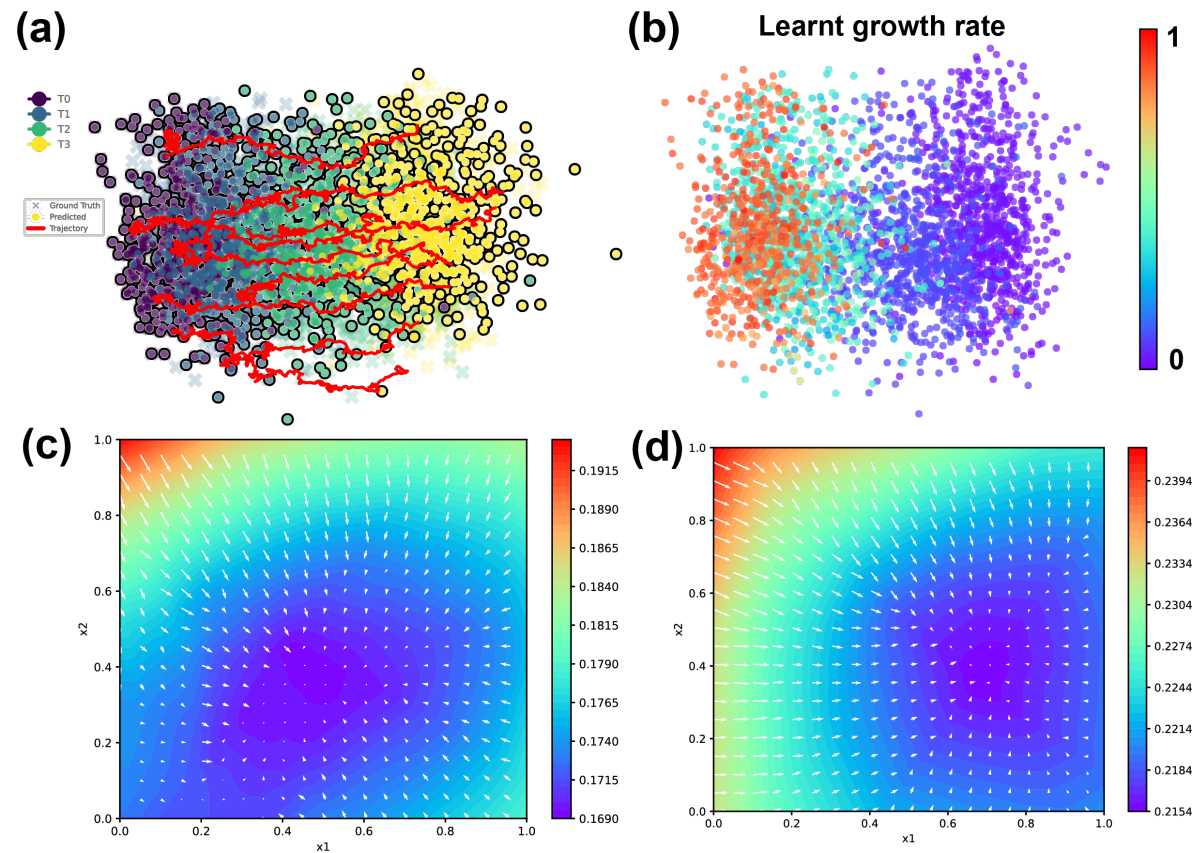 (a)
T0
T1
T2
T3
Ground Truth
Predicted
Trajectory
(b)
Learnt growth rate
1
0
(c)
1.0
0.8
0.6
0.4
0.2
0.0
x2
0.0 0.2 0.4 0.6 0.8 1.0
x1
0.1915
0.1890
0.1865
0.1840
0.1815
0.1790
0.1765
0.1740
0.1715
0.1690
(d)
1.0
0.8
0.6
0.4
0.2
0.0
x2
0.0 0.2 0.4 0.6 0.8 1.0
x1
0.2394
0.2364
0.2334
0.2304
0.2274
0.2244
0.2214
0.2184
0.2154